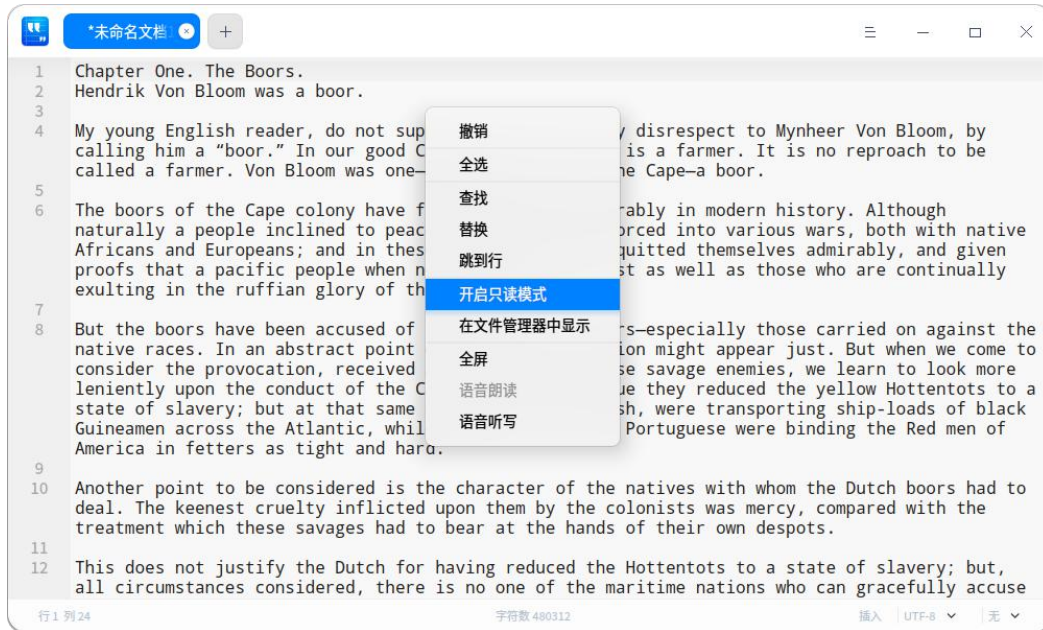 *未命名文档1
+
1 Chapter One. The Boors.
2 Hendrik Von Bloom was a boor.
3
4 My young English reader, do not sup y disrespect to Mynheer Von Bloom, by
calling him a “boor.” In our good C is a farmer. It is no reproach to be
called a farmer. Von Bloom was one— he Cape—a boor.
5
6 The boors of the Cape colony have f rably in modern history. Although
naturally a people inclined to peac orced into various wars, both with native
Africans and Europeans; and in thes quitted themselves admirably, and given
proofs that a pacific people when n st as well as those who are continually
exulting in the ruffian glory of th
7
8 But the boors have been accused of rs—especially those carried on against the
native races. In an abstract point ion might appear just. But when we come to
consider the provocation, received se savage enemies, we learn to look more
leniently upon the conduct of the C ue they reduced the yellow Hottentots to a
state of slavery; but at that same sh, were transporting ship-loads of black
Guineamen across the Atlantic, whil Portuguese were binding the Red men of
America in fetters as tight and hard.
9
10 Another point to be considered is the character of the natives with whom the Dutch boors had to
deal. The keenest cruelty inflicted upon them by the colonists was mercy, compared with the
treatment which these savages had to bear at the hands of their own despots.
11
12 This does not justify the Dutch for having reduced the Hottentots to a state of slavery; but,
all circumstances considered, there is no one of the maritime nations who can gracefully accuse
撤销
全选
查找
替换
跳到行
开启只读模式
在文件管理器中显示
全屏
语音朗读
语音听写
行1 列24 字符数 480312 插入 UTF-8 无